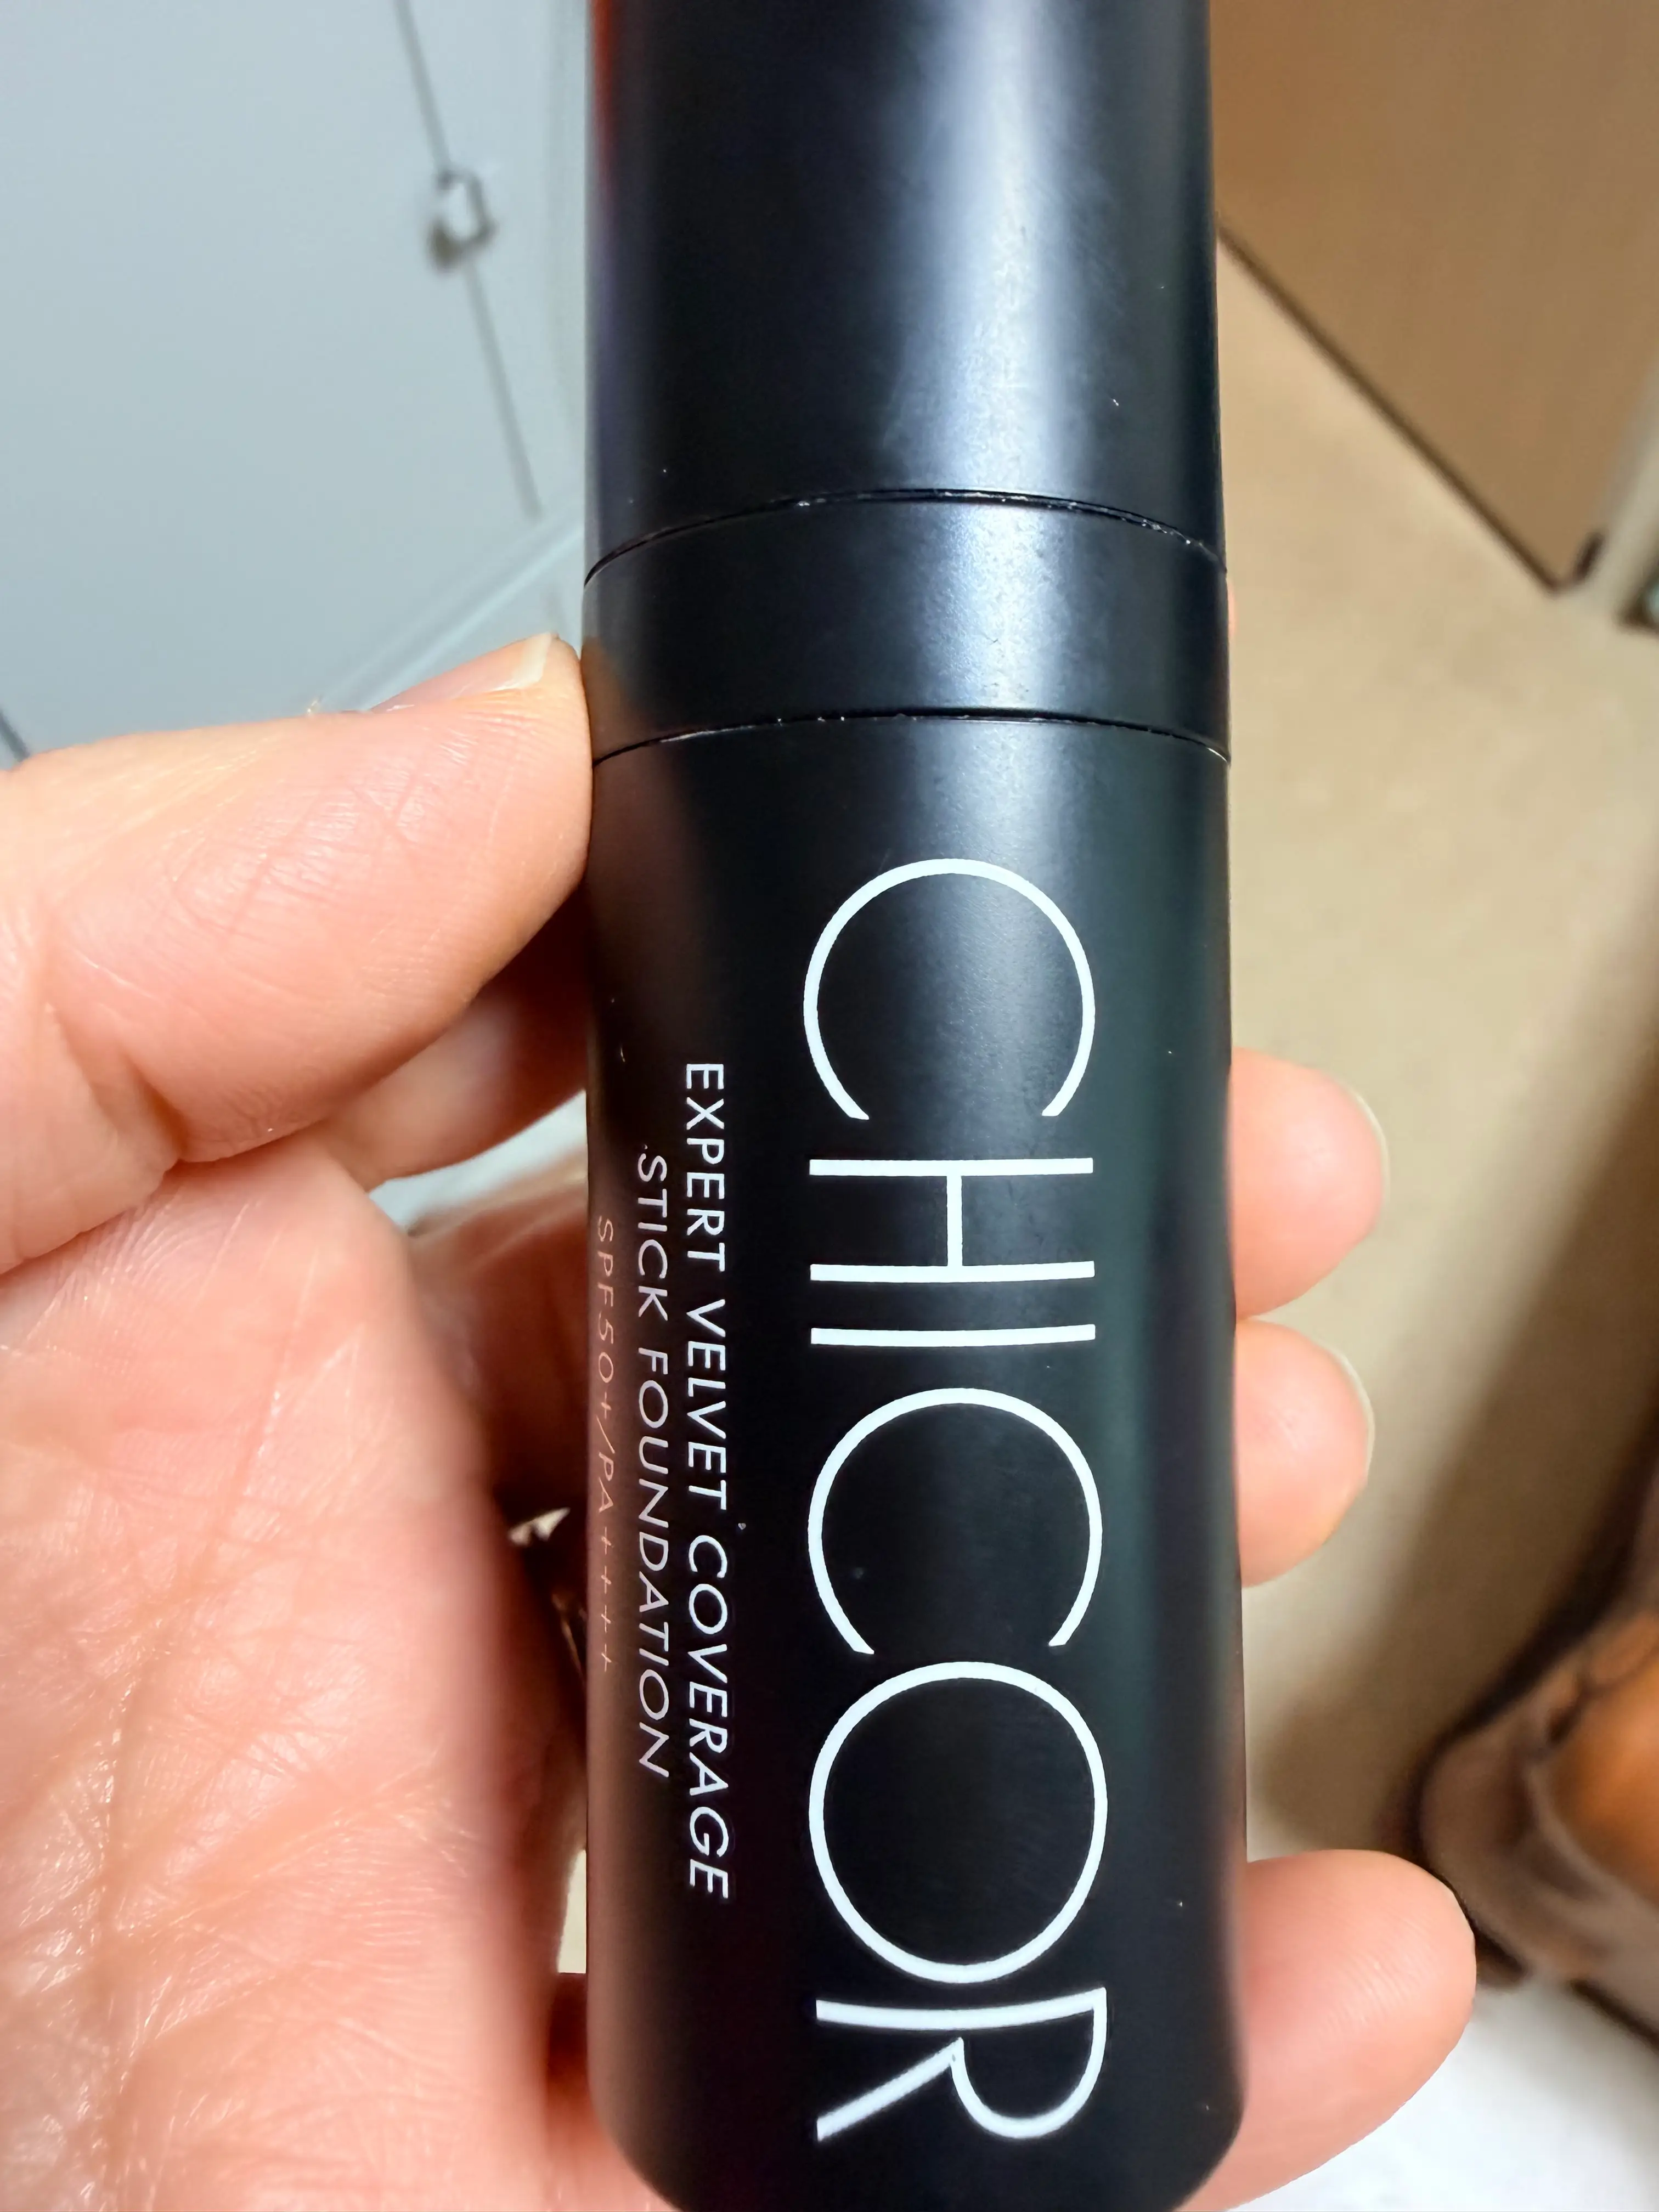 CHICOR
EXPERT VELVET COVERAGE
STICK FOUNDATION
SPF50+/PA++++